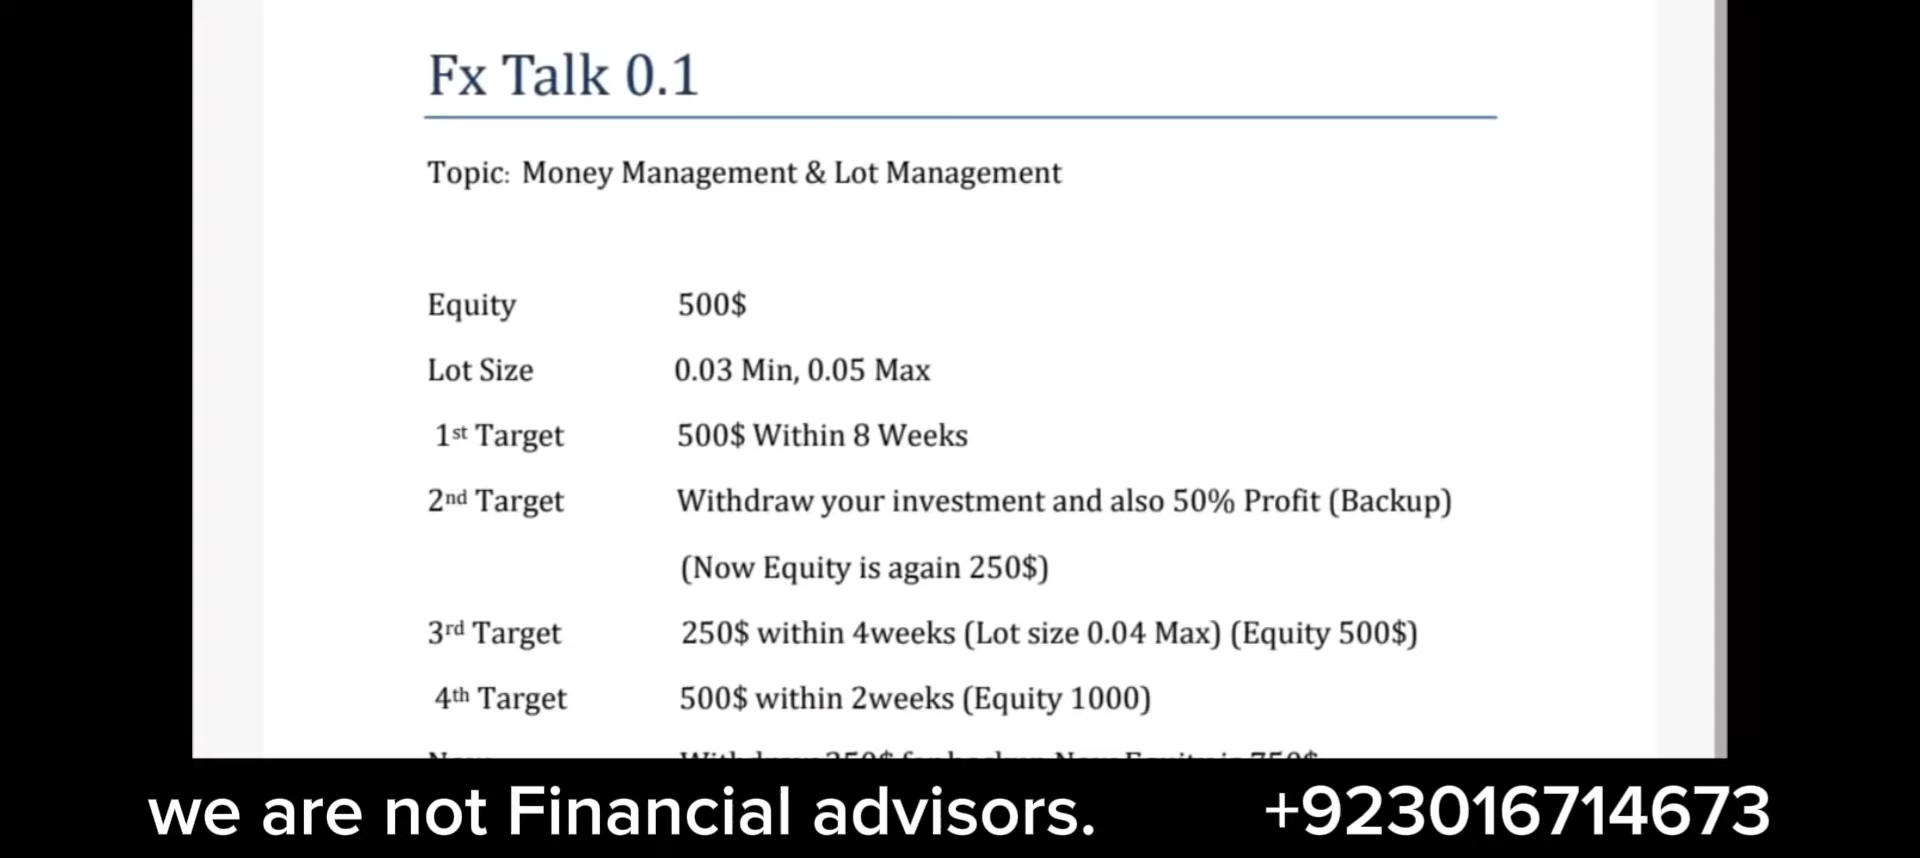 Fx Talk 0.1
Topic: Money Management & Lot Management
Equity 500$
Lot Size 0.03 Min, 0.05 Max
1st Target 500$ Within 8 Weeks
2nd Target Withdraw your investment and also 50% Profit (Backup)
(Now Equity is again 250$)
3rd Target 250$ within 4weeks (Lot size 0.04 Max) (Equity 500$)
4th Target 500$ within 2weeks (Equity 1000)
we are not Financial advisors. +923016714673